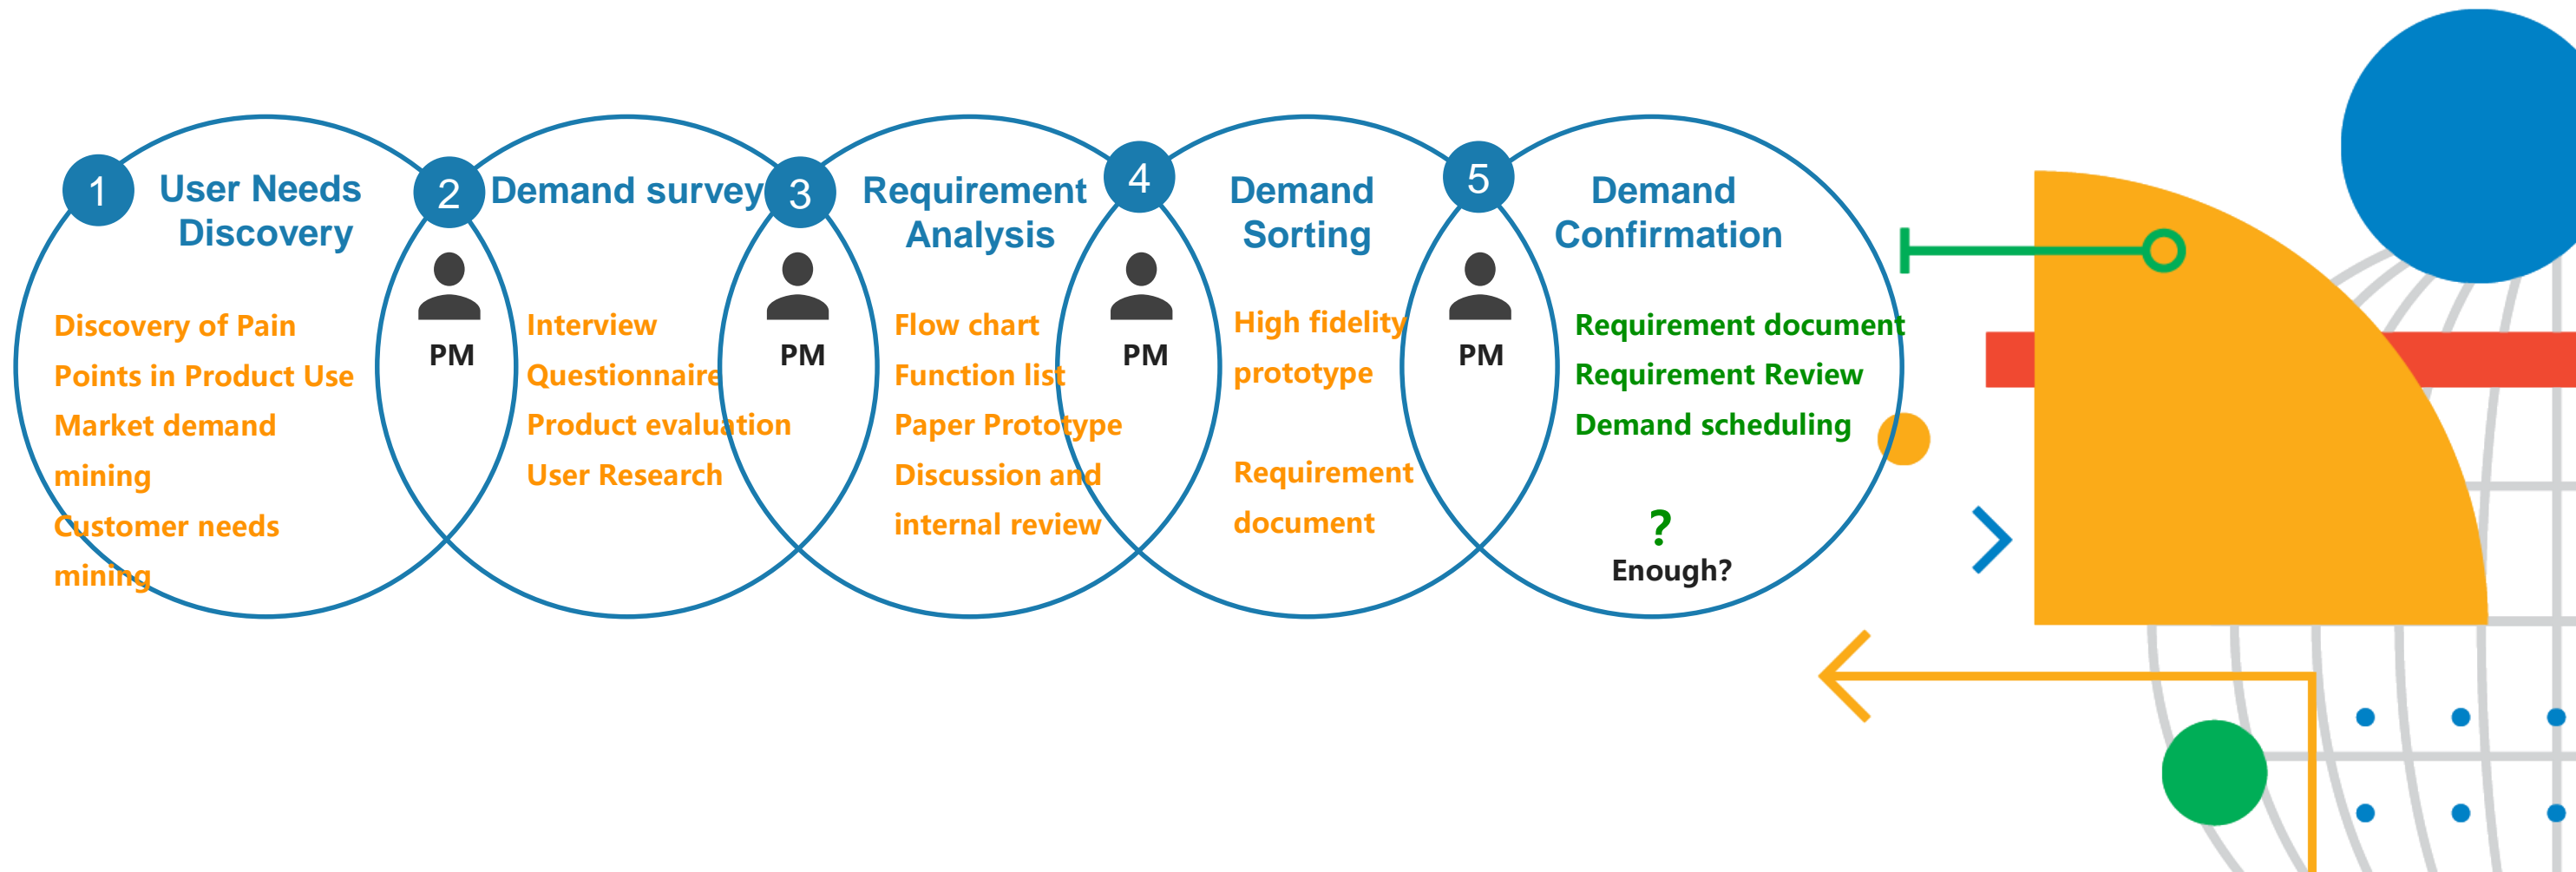 1
User Needs
Discovery
Discovery of Pain
Points in Product Use
Market demand
mining
Customer needs
mining
2
PM
Demand survey
Interview
Questionnaire
Product evaluation
User Research
3
PM
Requirement
Analysis
Flow chart
Function list
Paper Prototype
Discussion and
internal review
4
PM
Demand
Sorting
High fidelity
prototype
Requirement
document
5
PM
Demand
Confirmation
Requirement document
Requirement Review
Demand scheduling
?
Enough?